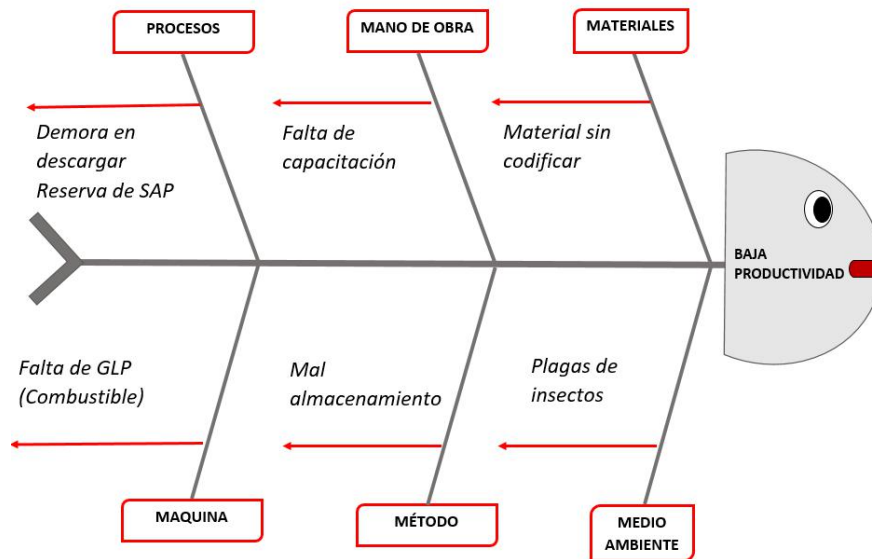 PROCESOS
MANO DE OBRA
MATERIALES
Demora en
descargar
Reserva de SAP
Falta de
capacitación
Material sin
codificar
BAJA
PRODUCTIVIDAD
Falta de GLP
(Combustible)
Mal
almacenamiento
Plagas de
insectos
MAQUINA
MÉTODO
MEDIO
AMBIENTE